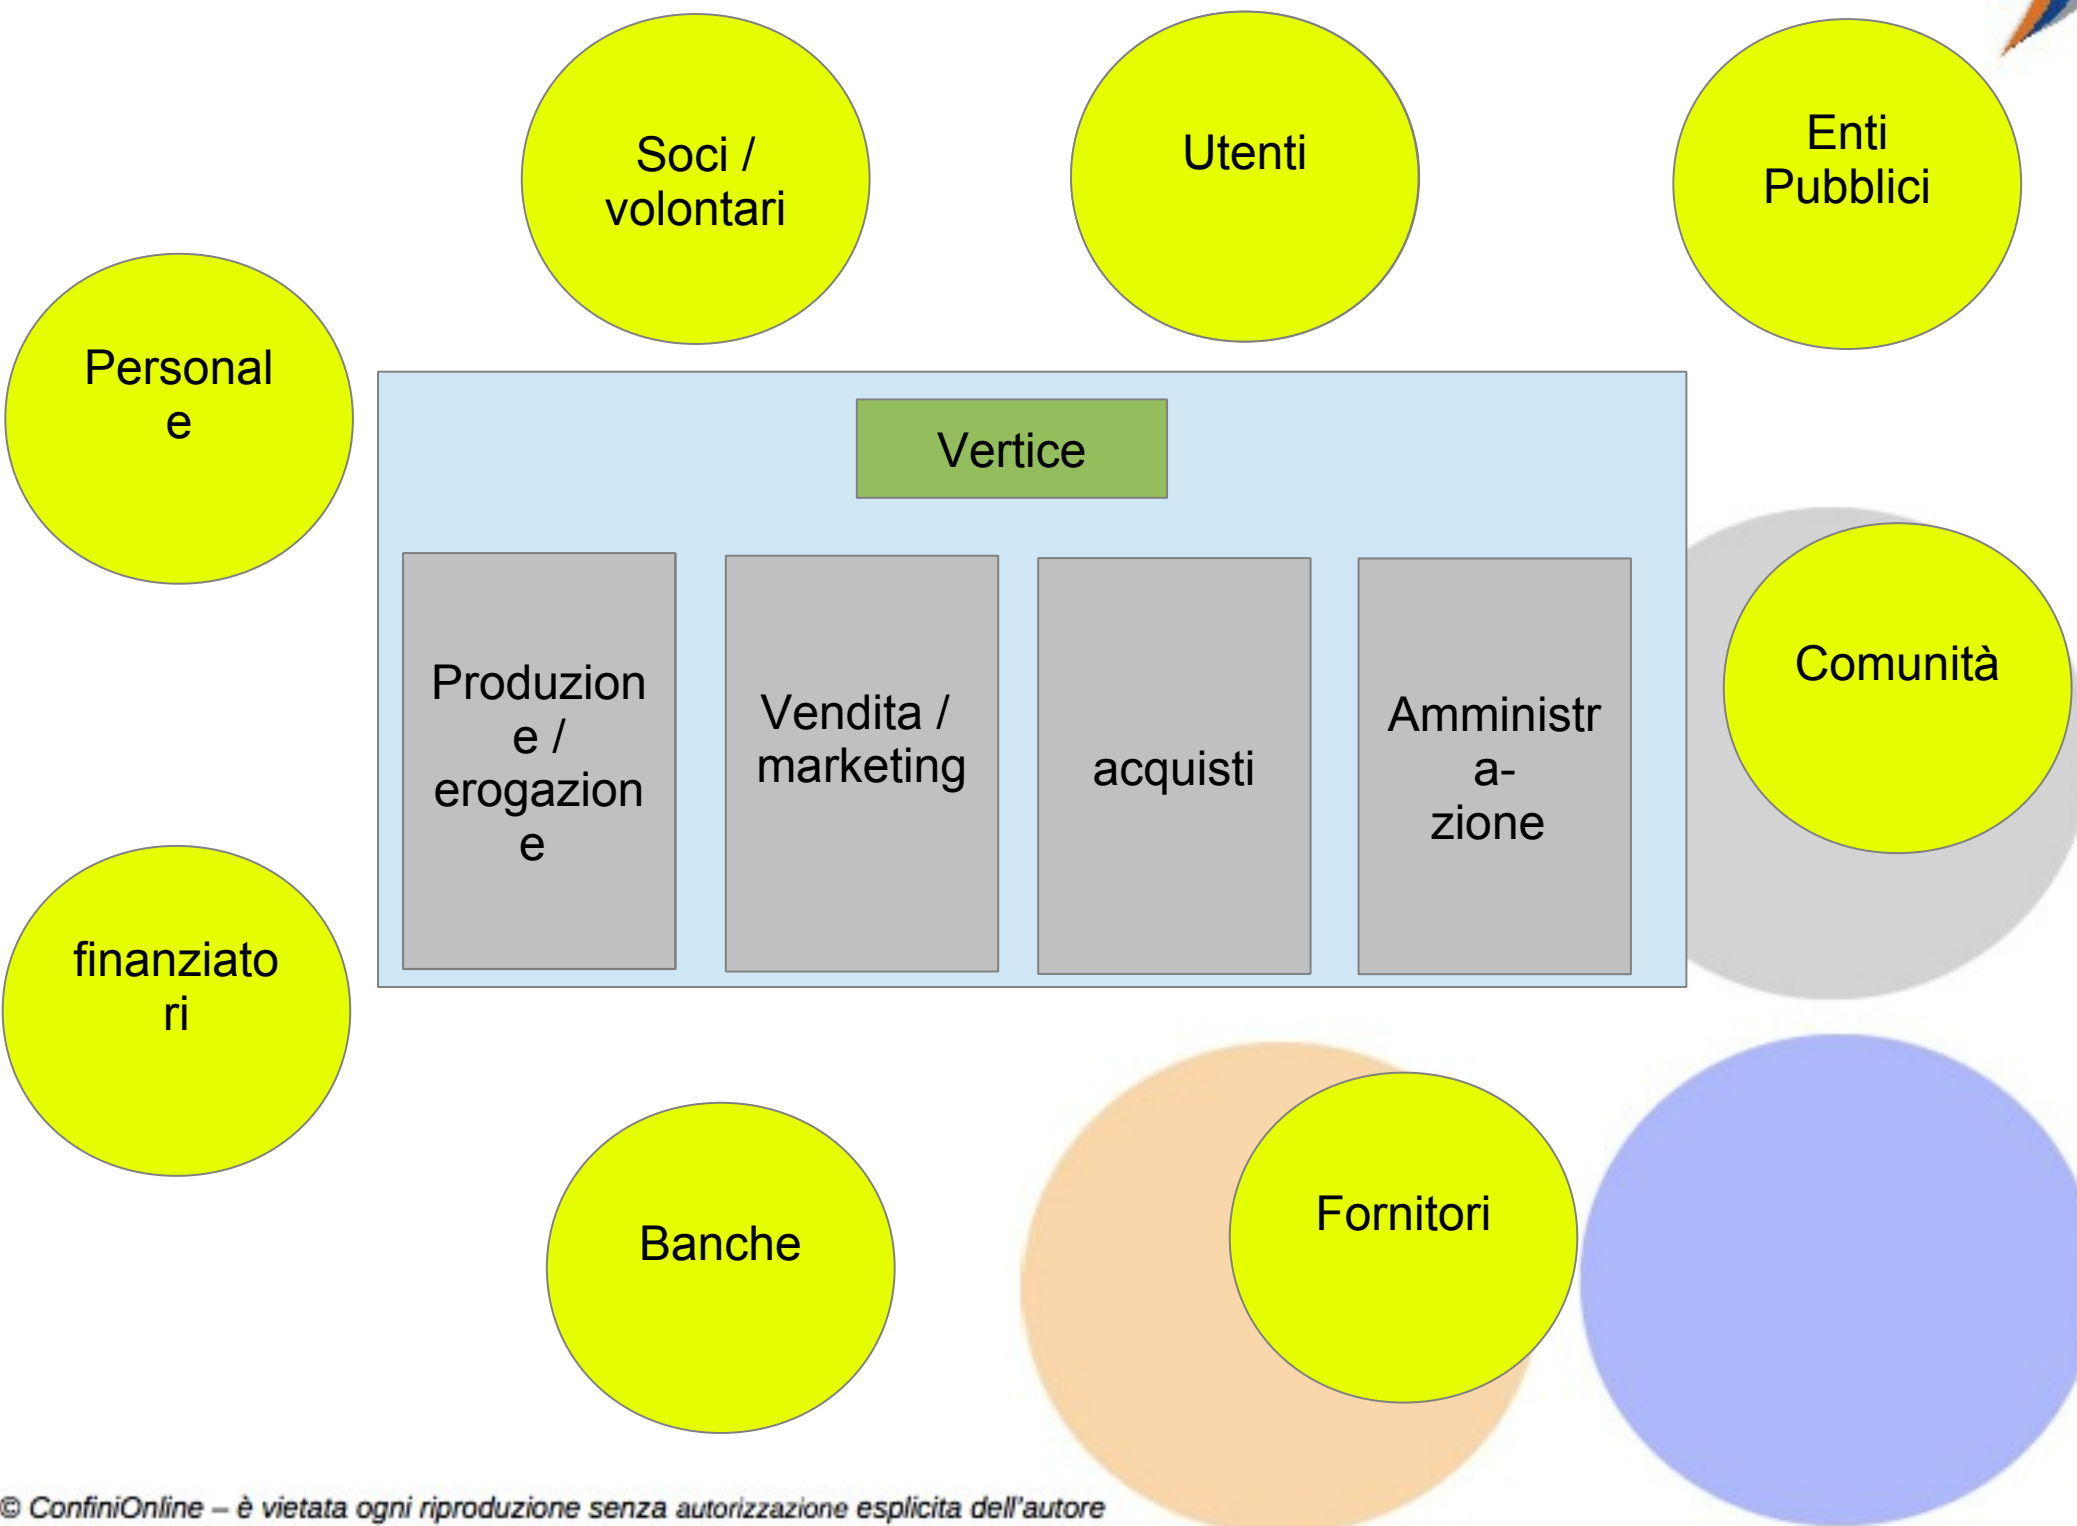 Soci /
volontari
Utenti
Enti
Pubblici
Personal
e
Vertice
Produzion
e /
erogazion
e
Vendita /
marketing
acquisti
Amministr
a-
zione
Comunità
finanziato
ri
Banche
Fornitori
© ConfiniOnline – è vietata ogni riproduzione senza autorizzazione esplicita dell'autore